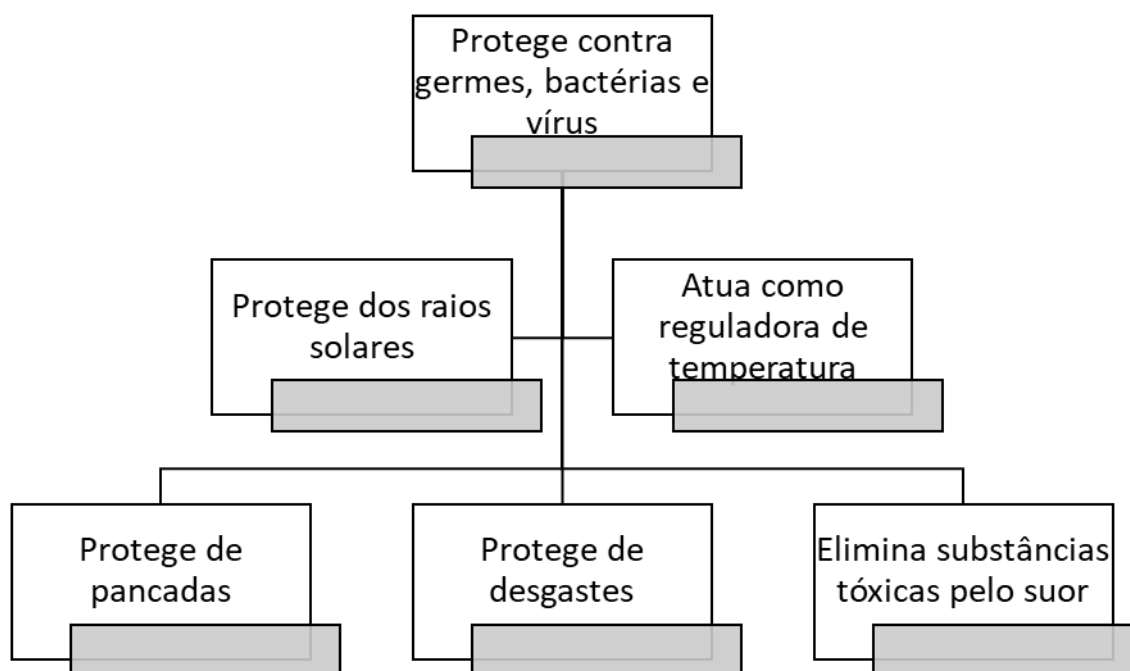 Protege contra
germes, bactérias e
vírus
Protege dos raios
solares
Atua como
reguladora de
temperatura
Protege de
pancadas
Protege de
desgastes
Elimina substâncias
tóxicas pelo suor